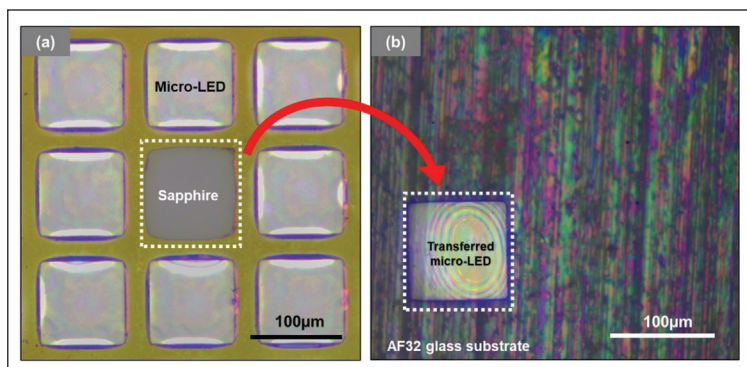 (a)
Micro-LED
Sapphire
100µm
(b)
Transferred
micro-LED
100µm
AF32 glass substrate